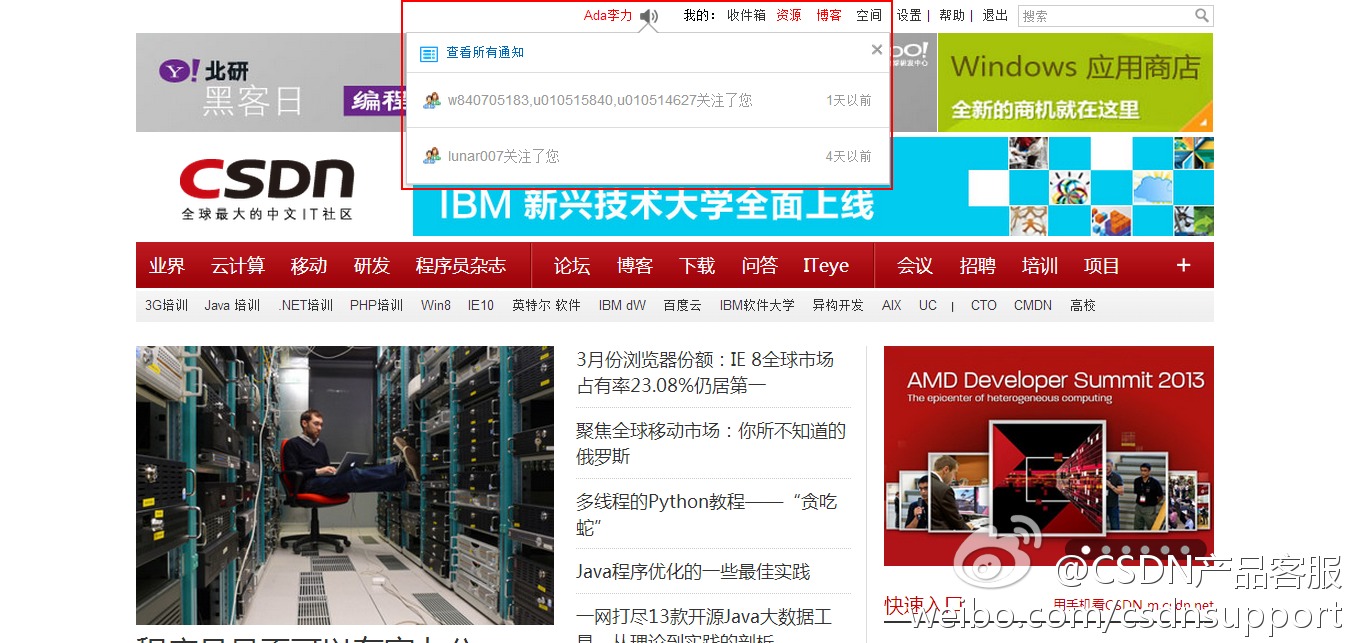 Ada李力 我的： 收件箱 资源 博客 空间 设置 | 帮助 | 退出 搜索
查看所有通知
w840705183,u010515840,u010514627关注了您 1天以前
lunar007关注了您 4天以前
Y! 北研
黑客日
编程
Windows 应用商店
全新的商机就在这里
CSDN
全球最大的中文IT社区
IBM 新兴技术大学全面上线
业界 云计算 移动 研发 程序员杂志 论坛 博客 下载 问答 ITeye 会议 招聘 培训 项目 +
3G培训 Java 培训 .NET培训 PHP培训 Win8 IE10 英特尔 软件 IBM dW 百度云 IBM软件大学 异构开发 AIX UC | CTO CMDN 高校
3月份浏览器份额：IE 8全球市场
占有率23.08%仍居第一
聚焦全球移动市场：你所不知道的
俄罗斯
多线程的Python教程——“贪吃
蛇”
Java程序优化的一些最佳实践
一网打尽13款开源Java大数据工
具，从理论到实践的剖析
AMD Developer Summit 2013
The epicenter of heterogeneous computing
快速入口
用手机看CSDN m.csdn.net
@CSDN产品客服
weibo.com/csdnsupport